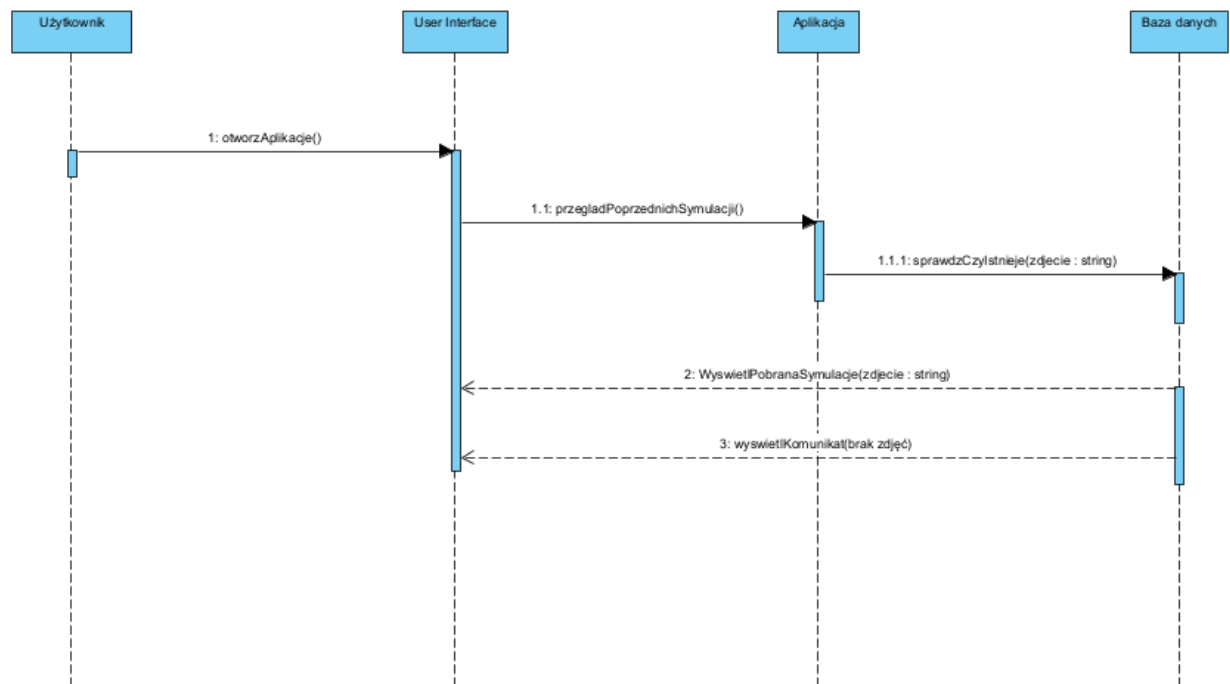 Użytkownik
User Interface
Aplikacja
Baza danych
1: otworzAplikacje()
1.1: przegladPoprzednichSymulacji()
1.1.1: sprawdzCzyIstnieje(zdjecie : string)
2: WyswietlPobranaSymulacje(zdjecie : string)
3: wyswietlKomunikat(brak zdjęć)